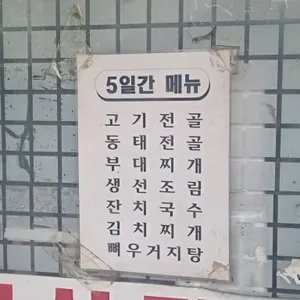 5일간 메뉴
고기전골
동태전골
부대찌개
생선조림
잔치국수
김치찌개
뼈우거지탕